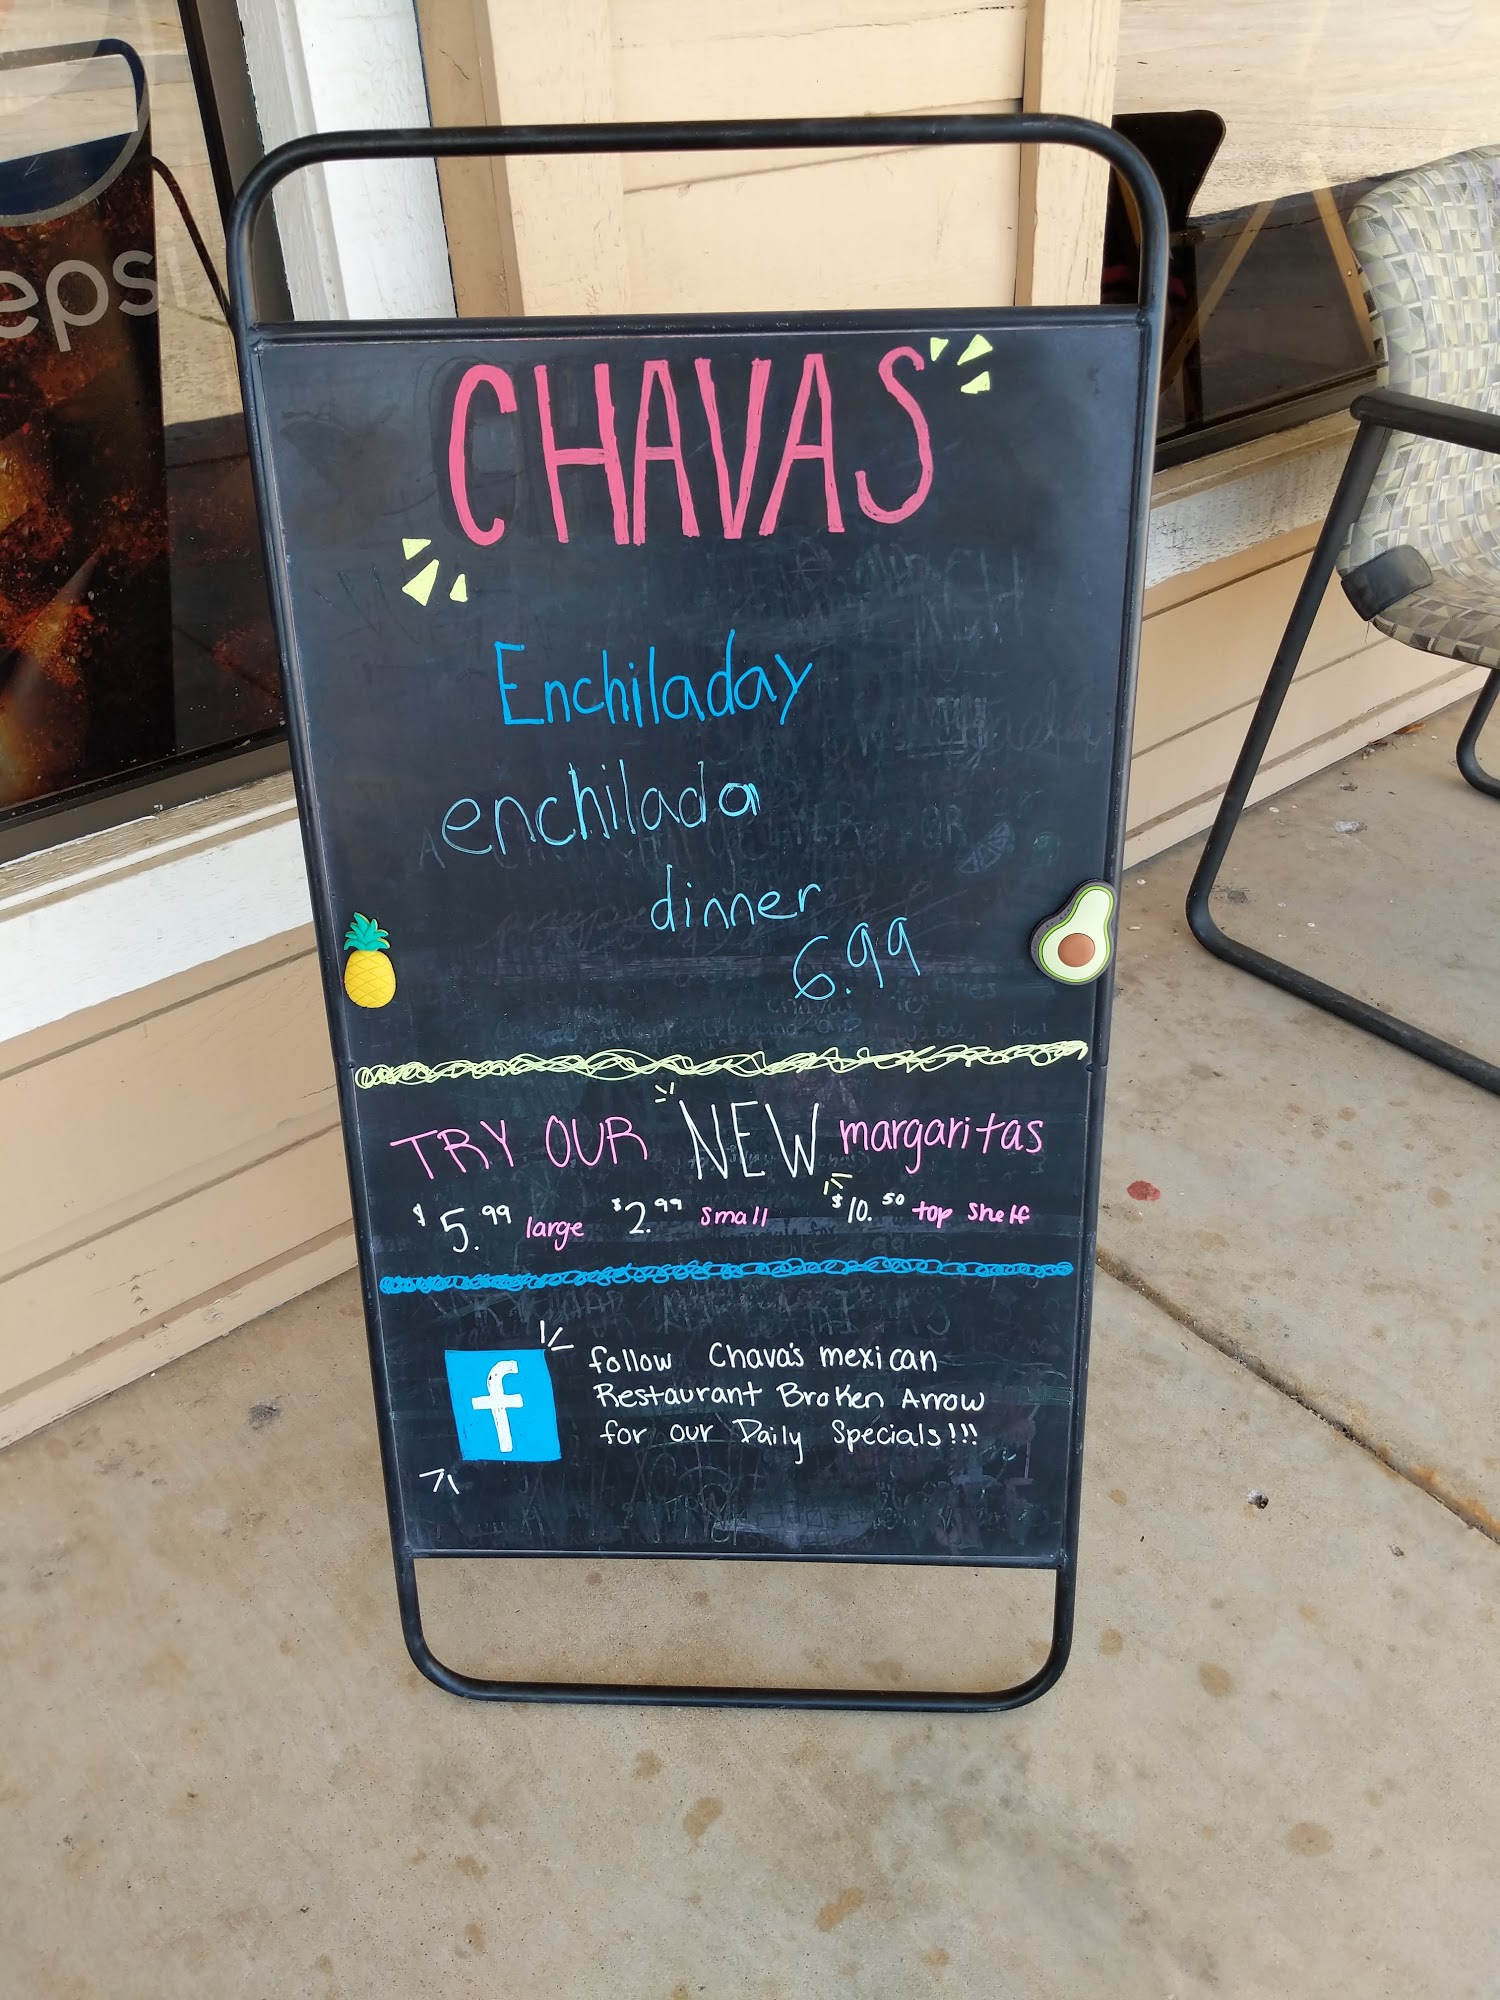 epsi
CHAVAS
Enchiladay
enchilada
dinner
6.99
TRY OUR NEW margaritas
$5.99 large $2.99 small $10.50 top shelf
f
follow Chava's mexican
Restaurant Broken Arrow
for our Daily Specials!!!